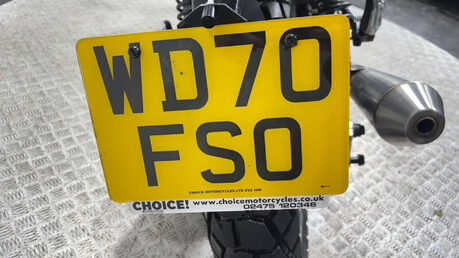 WD70
FSO
CHOICE MOTORCYCLES LTD CV2 1NR
CHOICE! www.choicemotorcycles.co.uk
02475 120346